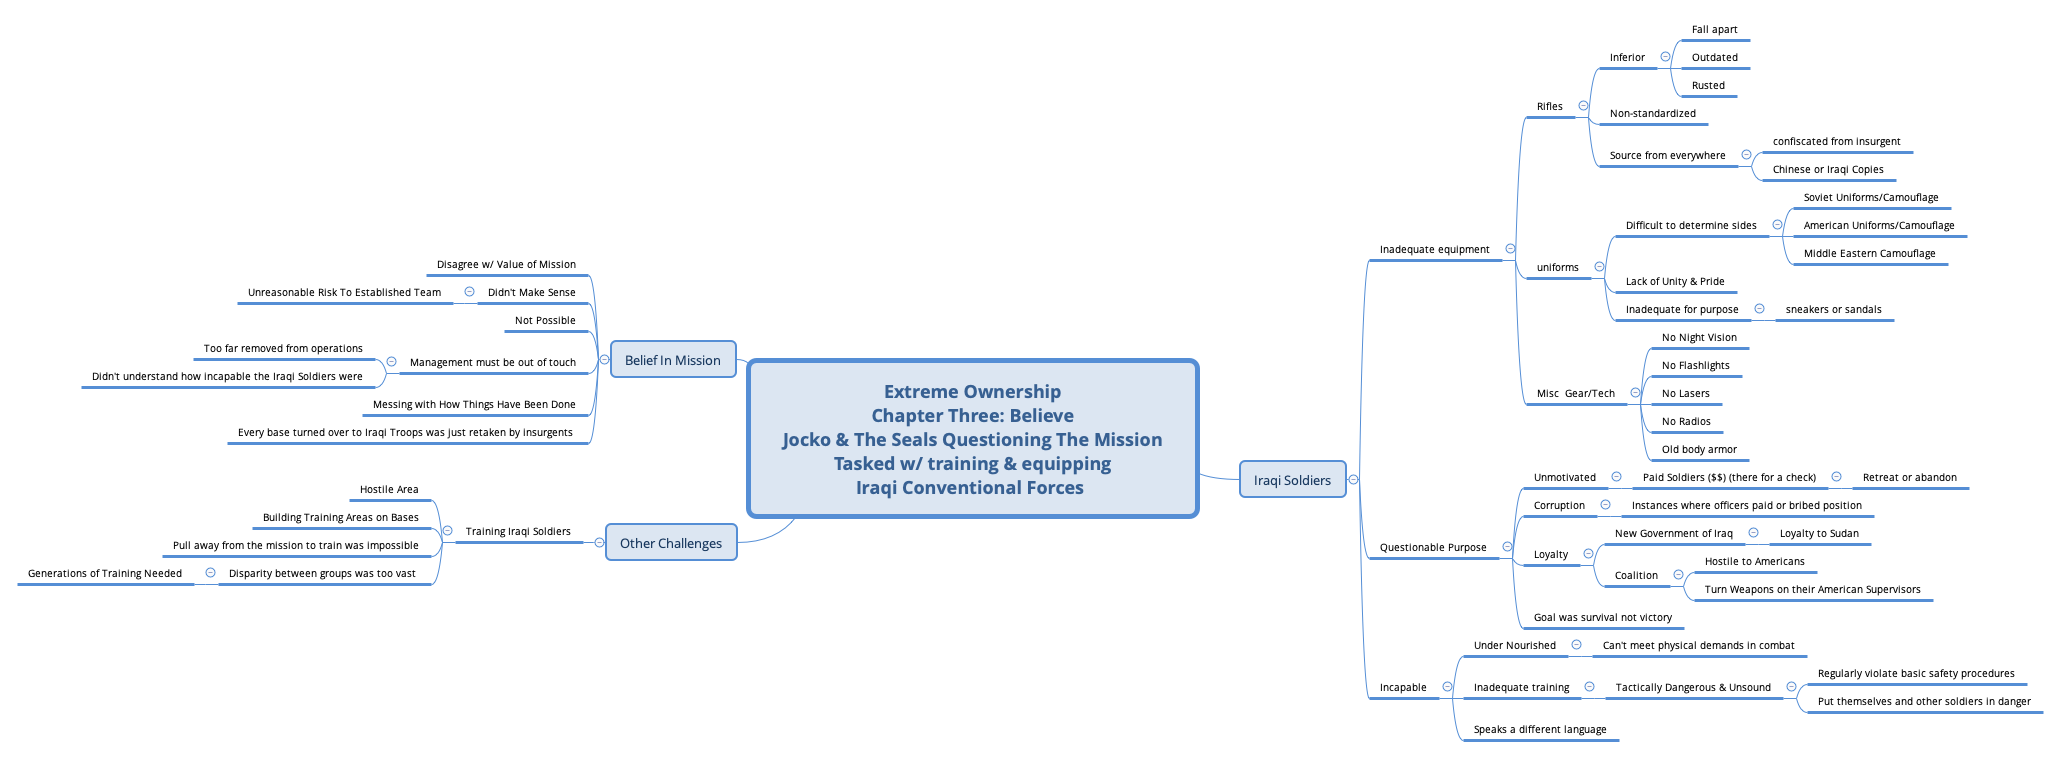 Extreme Ownership
Chapter Three: Believe
Jocko & The Seals Questioning The Mission
Tasked w/ training & equipping
Iraqi Conventional Forces
Belief In Mission
Disagree w/ Value of Mission
Didn't Make Sense
Unreasonable Risk To Established Team
Not Possible
Management must be out of touch
Too far removed from operations
Didn't understand how incapable the Iraqi Soldiers were
Messing with How Things Have Been Done
Every base turned over to Iraqi Troops was just retaken by insurgents
Other Challenges
Training Iraqi Soldiers
Hostile Area
Building Training Areas on Bases
Pull away from the mission to train was impossible
Disparity between groups was too vast
Generations of Training Needed
Iraqi Soldiers
Inadequate equipment
Rifles
Inferior
Fall apart
Outdated
Rusted
Non-standardized
Source from everywhere
confiscated from insurgent
Chinese or Iraqi Copies
uniforms
Difficult to determine sides
Soviet Uniforms/Camouflage
American Uniforms/Camouflage
Middle Eastern Camouflage
Lack of Unity & Pride
Inadequate for purpose
sneakers or sandals
Misc  Gear/Tech
No Night Vision
No Flashlights
No Lasers
No Radios
Old body armor
Questionable Purpose
Unmotivated
Paid Soldiers ($$) (there for a check)
Retreat or abandon
Corruption
Instances where officers paid or bribed position
Loyalty
New Government of Iraq
Loyalty to Sudan
Coalition
Hostile to Americans
Turn Weapons on their American Supervisors
Goal was survival not victory
Incapable
Under Nourished
Can't meet physical demands in combat
Inadequate training
Tactically Dangerous & Unsound
Regularly violate basic safety procedures
Put themselves and other soldiers in danger
Speaks a different language